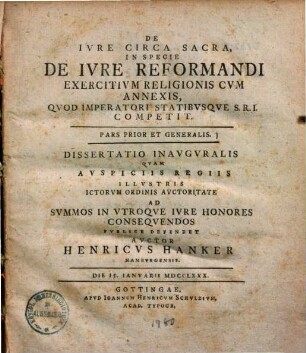 DE
IVRE CIRCA SACRA,
IN SPECIE
DE IVRE REFORMANDI
EXERCITIVM RELIGIONIS CVM
ANNEXIS,
QVOD IMPERATORI STATIBVSQVE S.R.I.
COMPETIT.
PARS PRIOR ET GENERALIS.
DISSERTATIO INAVGVRALIS
QVAM
AVSPICIIS REGIIS
ILLVSTRIS
ICTORVM ORDINIS AVCTORITATE
AD
SVMMOS IN VTROQVE IVRE HONORES
CONSEQVENDOS
PVBLICE DEFENDET
AVCTOR
HENRICVS HANKER
HAMBVRGENSIS.
DIE IANVARII MDCCLXXX.
GOTTINGAE,
APVD IOANNEM HENRICVM SCHVLZIVM,
ACAD. TYPOGR.
1780